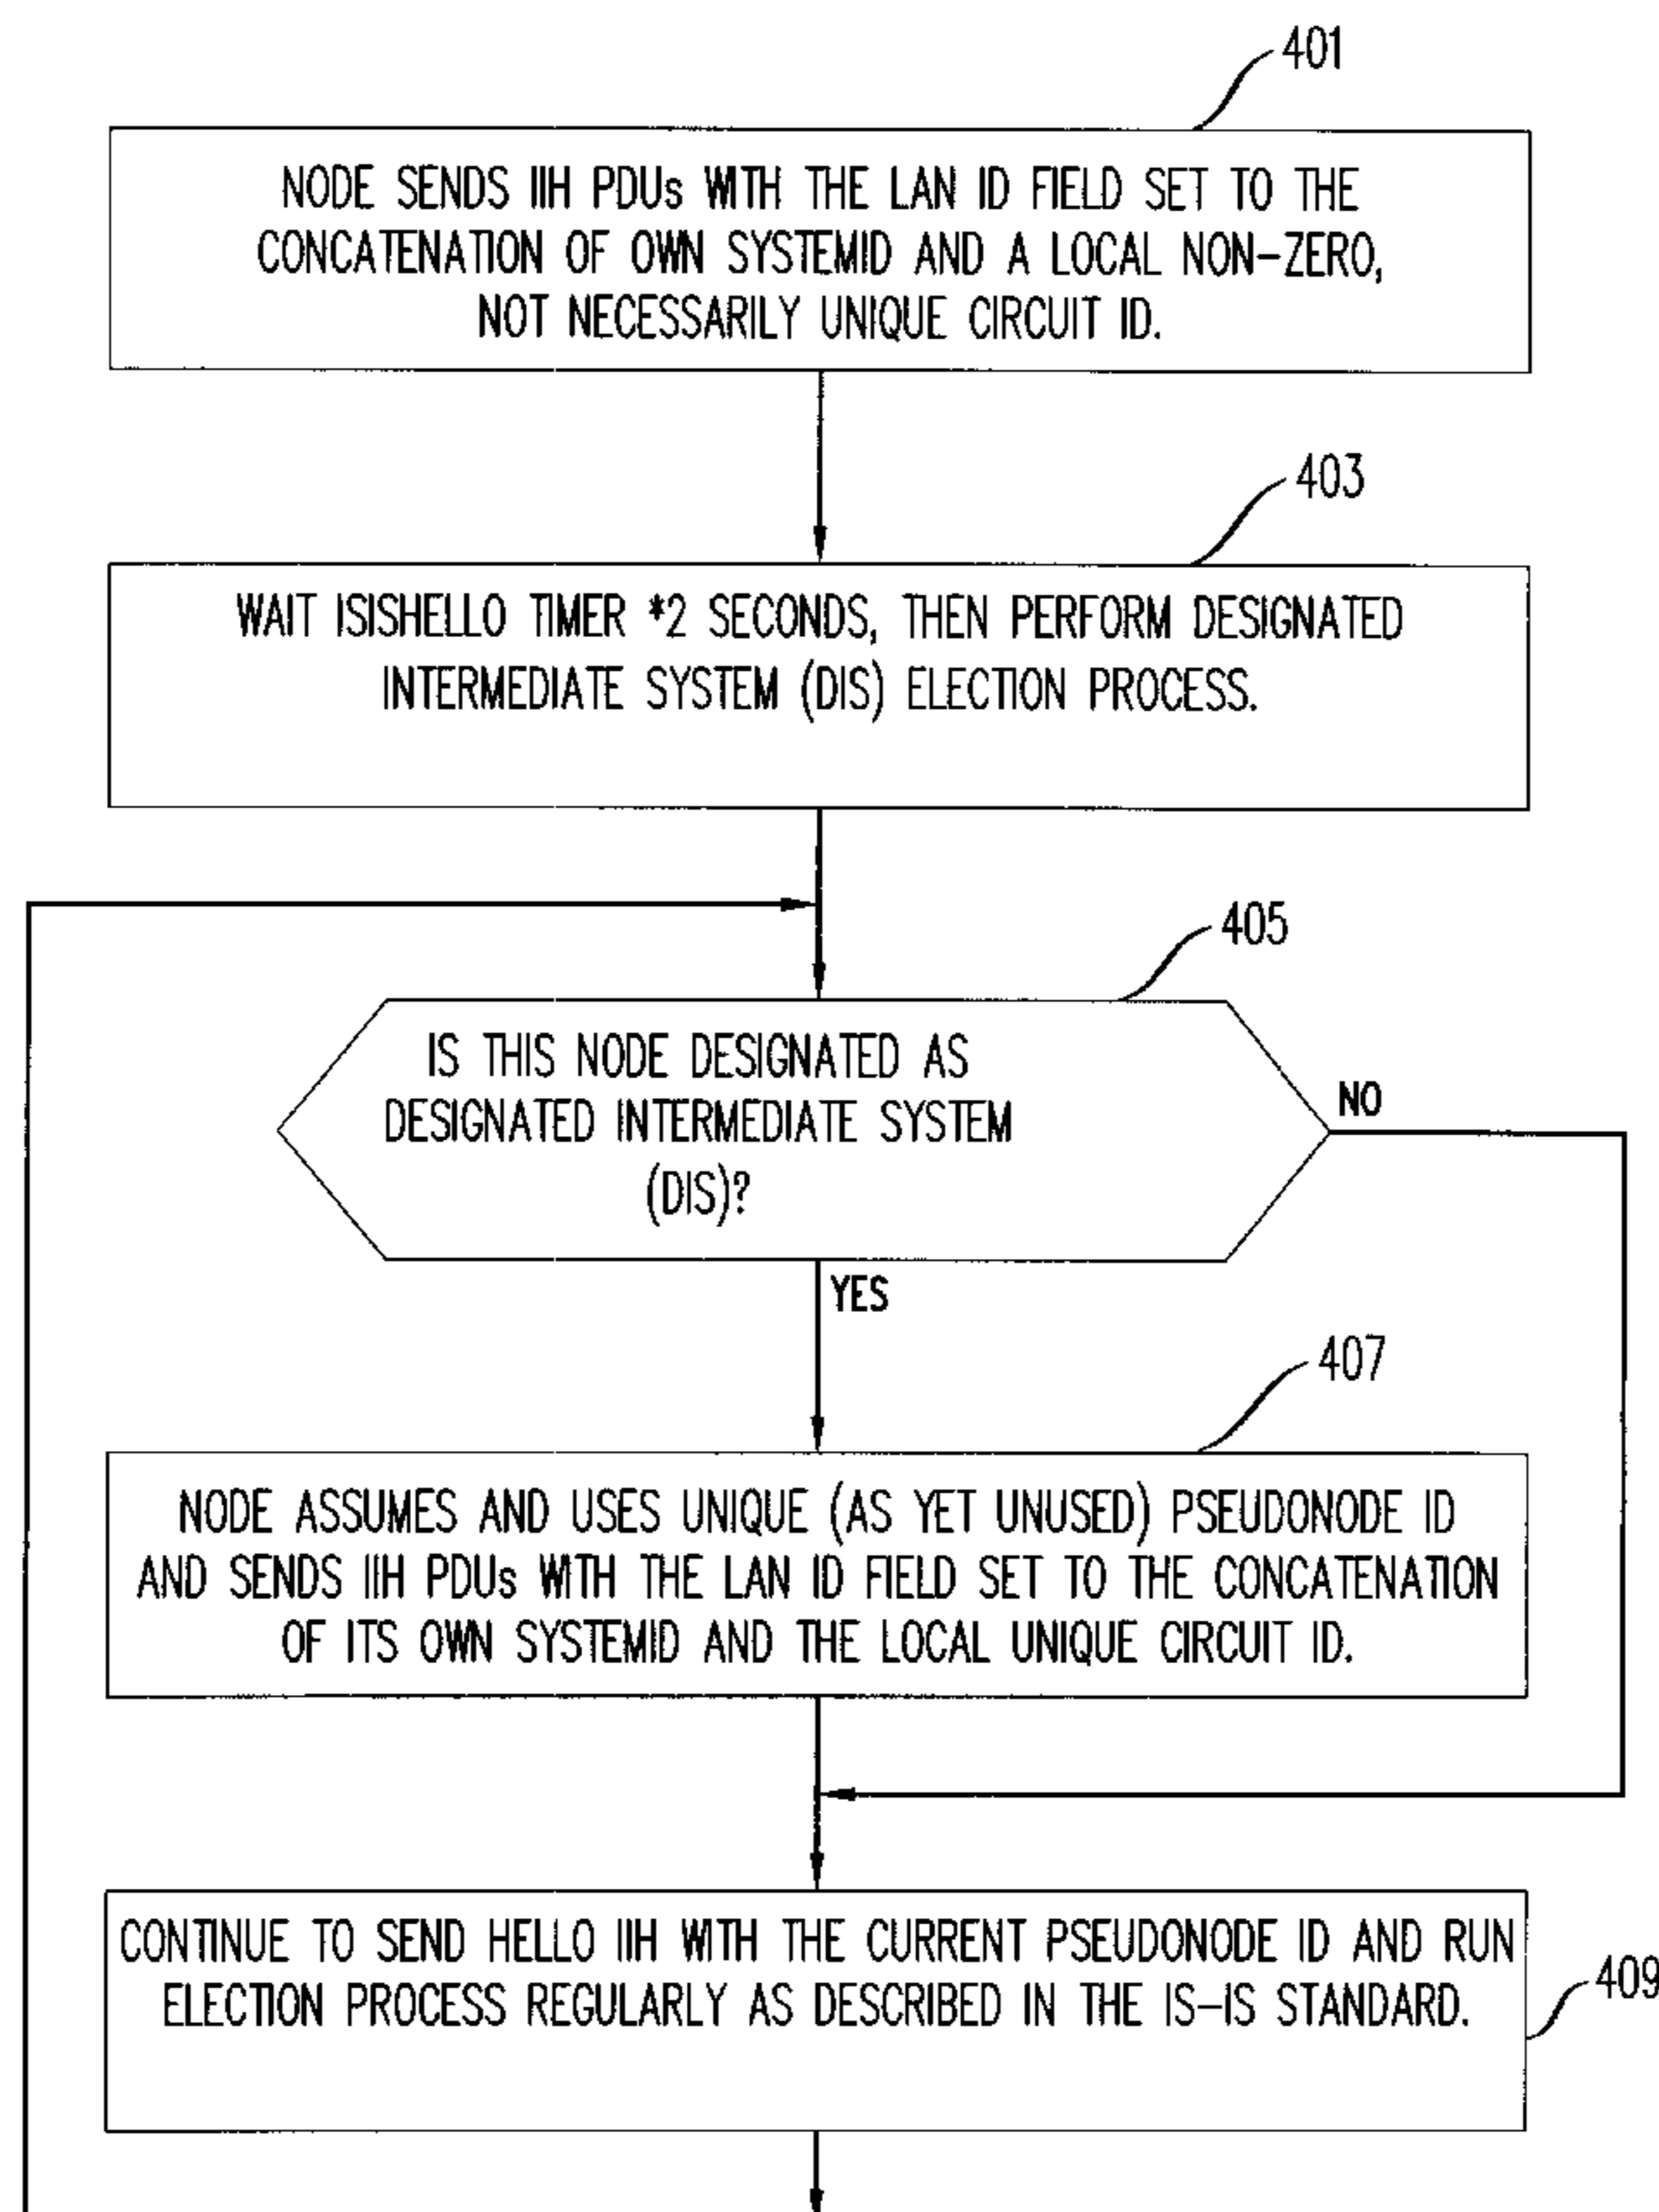 401
NODE SENDS IIH PDUs WITH THE LAN ID FIELD SET TO THE
CONCATENATION OF OWN SYSTEMID AND A LOCAL NON-ZERO,
NOT NECESSARILY UNIQUE CIRCUIT ID.
403
WAIT ISISHELLO TIMER *2 SECONDS, THEN PERFORM DESIGNATED
INTERMEDIATE SYSTEM (DIS) ELECTION PROCESS.
405
IS THIS NODE DESIGNATED AS
DESIGNATED INTERMEDIATE SYSTEM
(DIS)?
NO
YES
407
NODE ASSUMES AND USES UNIQUE (AS YET UNUSED) PSEUDONODE ID
AND SENDS IIH PDUs WITH THE LAN ID FIELD SET TO THE CONCATENATION
OF ITS OWN SYSTEMID AND THE LOCAL UNIQUE CIRCUIT ID.
CONTINUE TO SEND HELLO IIH WITH THE CURRENT PSEUDONODE ID AND RUN
ELECTION PROCESS REGULARLY AS DESCRIBED IN THE IS-IS STANDARD.
409